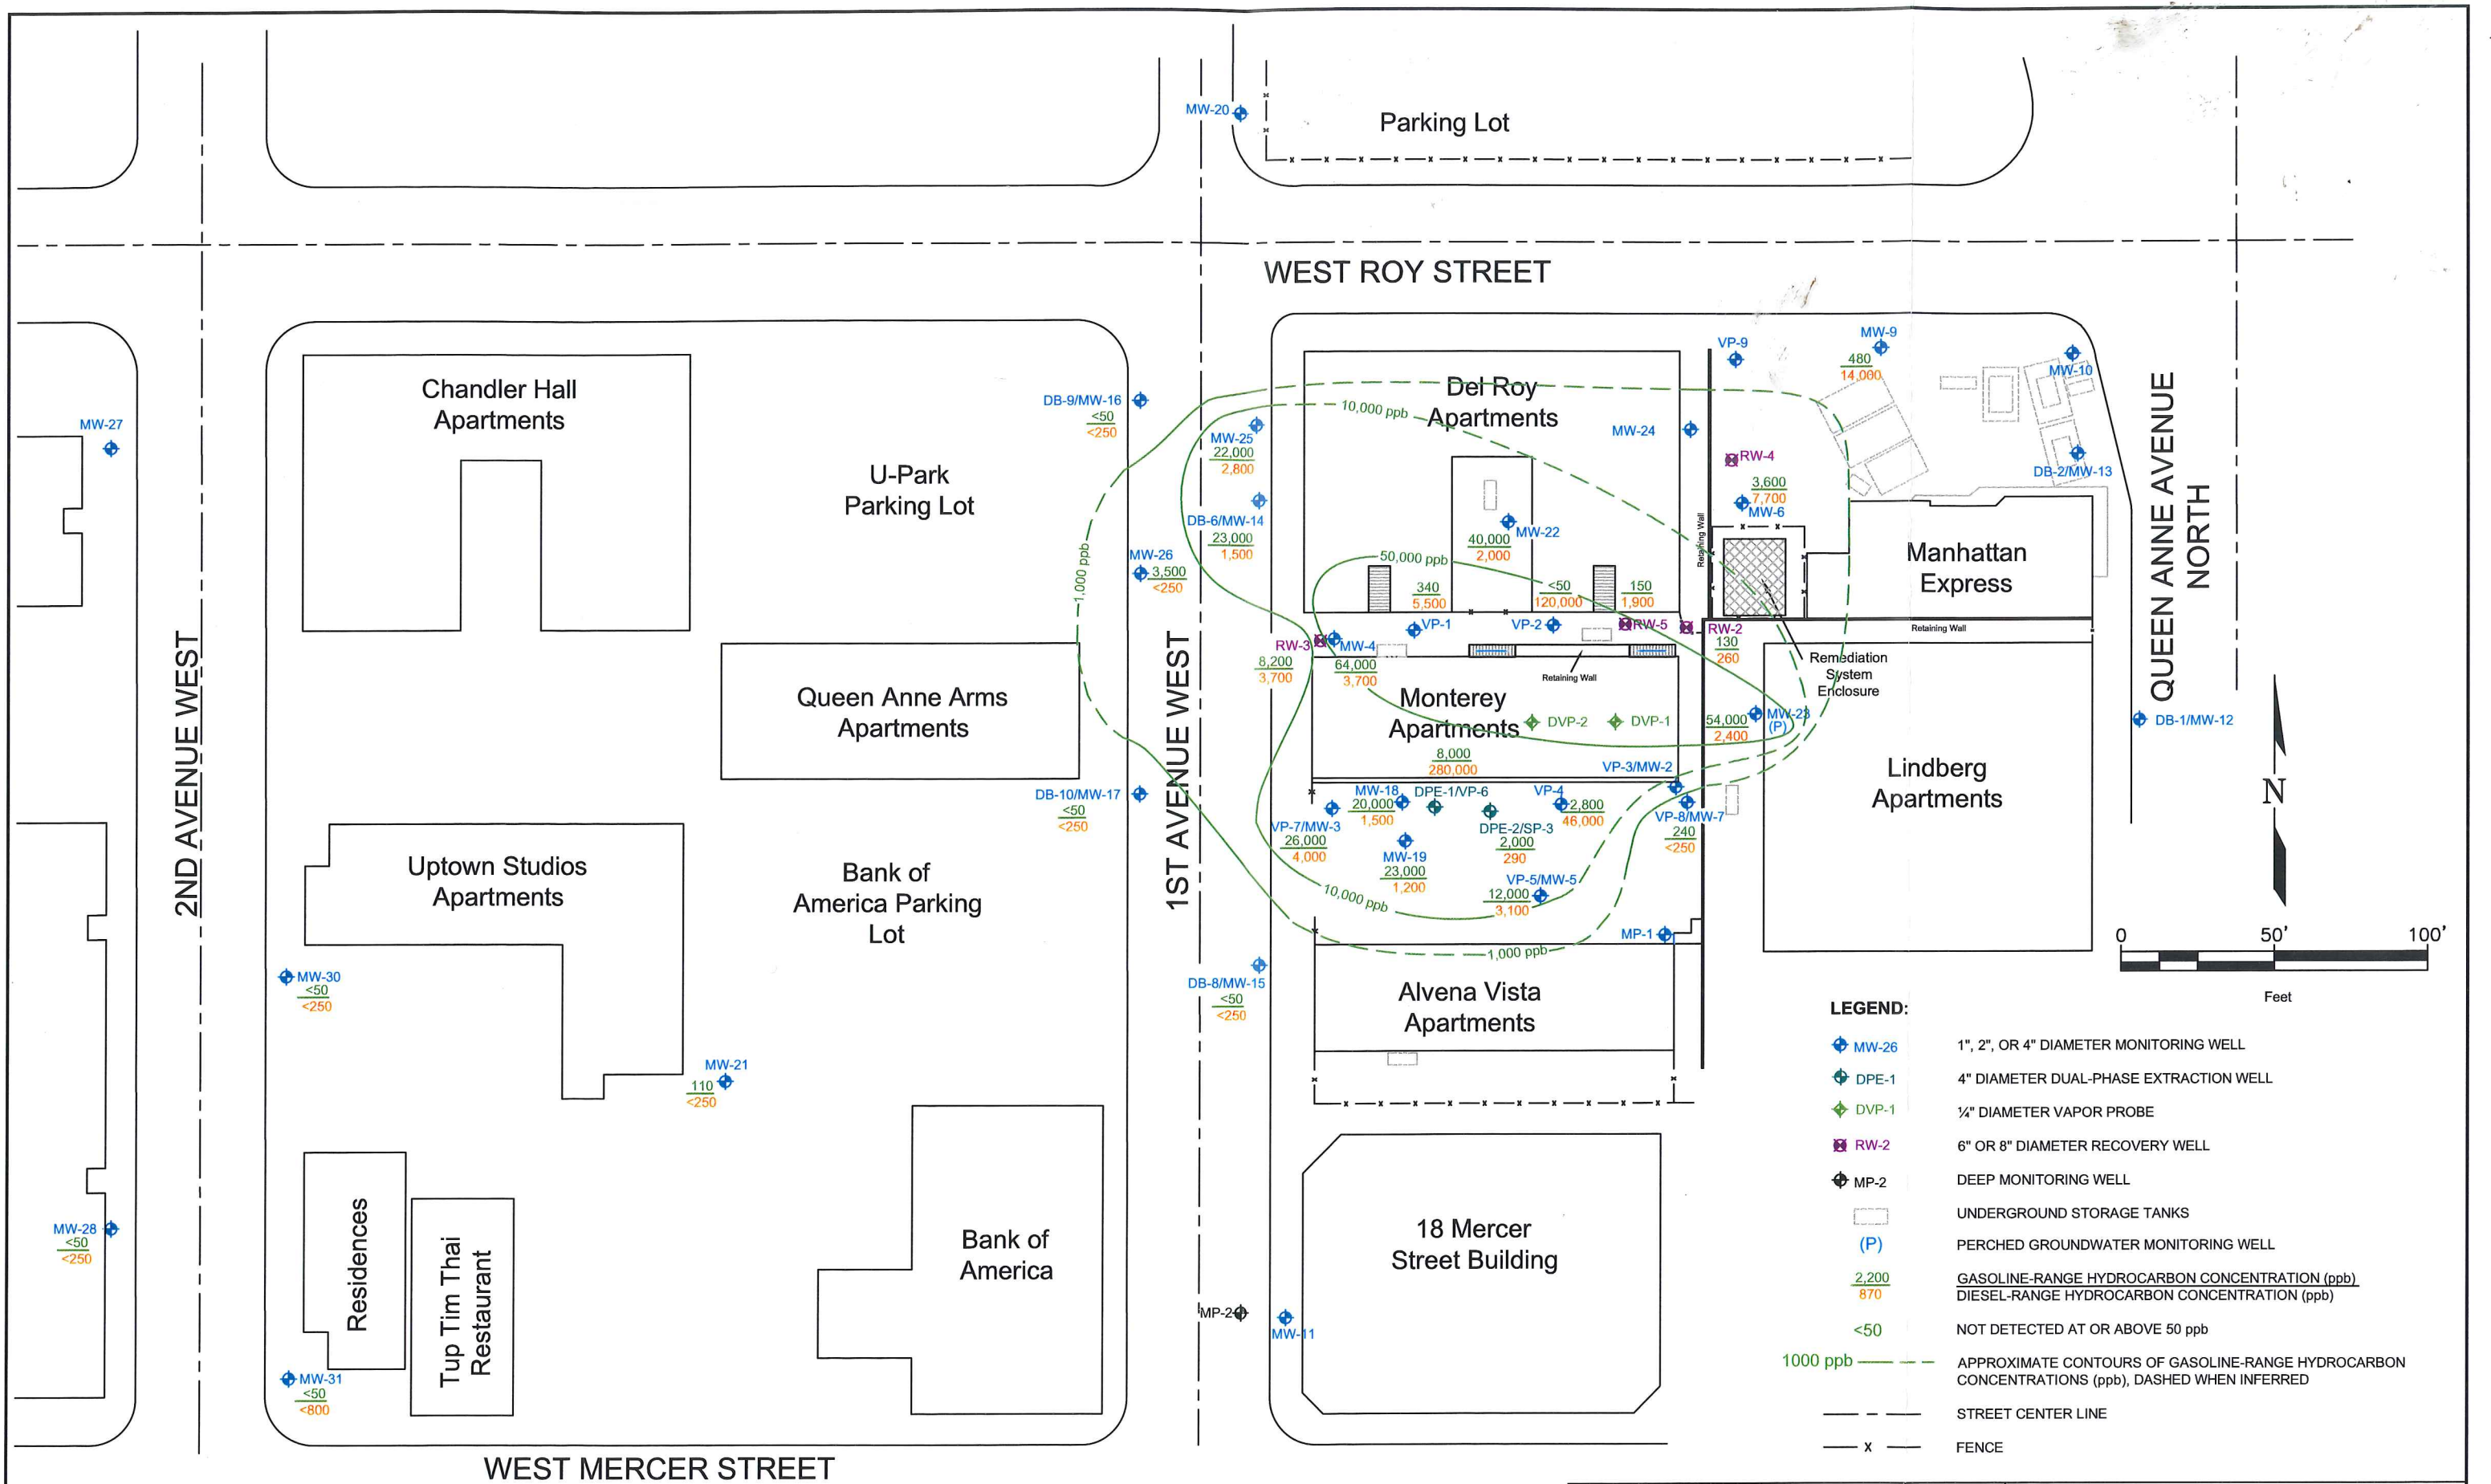 MW-20
Parking Lot
WEST ROY STREET
MW-27
Chandler Hall
Apartments
U-Park
Parking Lot
DB-9/MW-16
<50
<250
MW-25
22,000
2,800
DB-6/MW-14
23,000
1,500
MW-26
3,500
<250
1,000 ppb
10,000 ppb
Del Roy
Apartments
MW-24
VP-9
MW-9
480
14,000
MW-10
DB-2/MW-13
RW-4
3,600
7,700
MW-6
MW-22
40,000
2,000
50,000 ppb
340
5,500
<50
120,000
150
1,900
Retaining Wall
Manhattan
Express
QUEEN ANNE AVENUE
NORTH
VP-1
VP-2
RW-5
RW-2
130
260
Retaining Wall
RW-3
8,200
3,700
MW-4
64,000
3,700
Retaining Wall
Remediation
System
Enclosure
Queen Anne Arms
Apartments
Monterey
Apartments
DVP-2
DVP-1
54,000
2,400
MW-23
(P)
DB-1/MW-12
8,000
280,000
VP-3/MW-2
Lindberg
Apartments
2ND AVENUE WEST
1ST AVENUE WEST
DB-10/MW-17
<50
<250
MW-18
20,000
1,500
DPE-1/VP-6
VP-4
2,800
46,000
VP-7/MW-3
26,000
4,000
DPE-2/SP-3
2,000
290
VP-8/MW-7
240
<250
MW-19
23,000
1,200
VP-5/MW-5
12,000
3,100
10,000 ppb
MP-1
1,000 ppb
N
0 50' 100'
Feet
Uptown Studios
Apartments
Bank of
America Parking
Lot
MW-30
<50
<250
DB-8/MW-15
<50
<250
Alvena Vista
Apartments
MW-21
110
<250
MW-28
<50
<250
Residences
Tup Tim Thai
Restaurant
Bank of
America
18 Mercer
Street Building
MP-2
MW-11
MW-31
<50
<800
WEST MERCER STREET
LEGEND:
MW-26 1", 2", OR 4" DIAMETER MONITORING WELL
DPE-1 4" DIAMETER DUAL-PHASE EXTRACTION WELL
DVP-1 ¼" DIAMETER VAPOR PROBE
RW-2 6" OR 8" DIAMETER RECOVERY WELL
MP-2 DEEP MONITORING WELL
UNDERGROUND STORAGE TANKS
(P) PERCHED GROUNDWATER MONITORING WELL
2,200 GASOLINE-RANGE HYDROCARBON CONCENTRATION (ppb)
870 DIESEL-RANGE HYDROCARBON CONCENTRATION (ppb)
<50 NOT DETECTED AT OR ABOVE 50 ppb
1000 ppb APPROXIMATE CONTOURS OF GASOLINE-RANGE HYDROCARBON
CONCENTRATIONS (ppb), DASHED WHEN INFERRED
STREET CENTER LINE
x FENCE